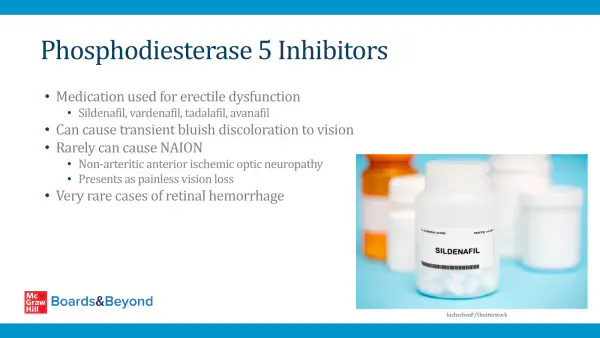 Phosphodiesterase 5 Inhibitors
• Medication used for erectile dysfunction
• Sildenafil, vardenafil, tadalafil, avanafil
• Can cause transient bluish discoloration to vision
• Rarely can cause NAION
• Non-arteritic anterior ischemic optic neuropathy
• Presents as painless vision loss
• Very rare cases of retinal hemorrhage
SILDENAFIL
Mc
Graw
Hill
Boards&Beyond